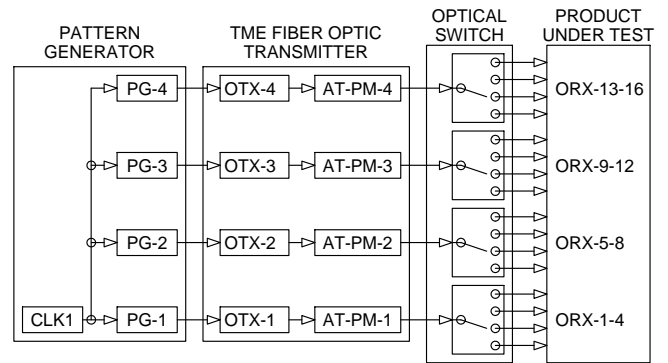 PATTERN
GENERATOR
TME FIBER OPTIC
TRANSMITTER
OPTICAL
SWITCH
PRODUCT
UNDER TEST
PG-4
OTX-4
AT-PM-4
ORX-13-16
PG-3
OTX-3
AT-PM-3
ORX-9-12
PG-2
OTX-2
AT-PM-2
ORX-5-8
CLK1
PG-1
OTX-1
AT-PM-1
ORX-1-4